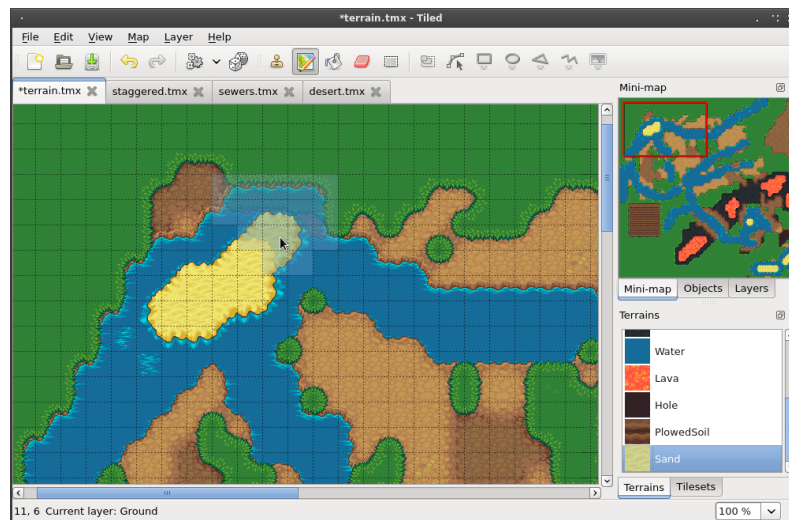 *terrain.tmx - Tiled
File Edit View Map Layer Help
*terrain.tmx staggered.tmx sewers.tmx desert.tmx
Mini-map
Mini-map Objects Layers
Terrains
Water
Lava
Hole
PlowedSoil
Sand
Terrains Tilesets
11, 6 Current layer: Ground
100 %